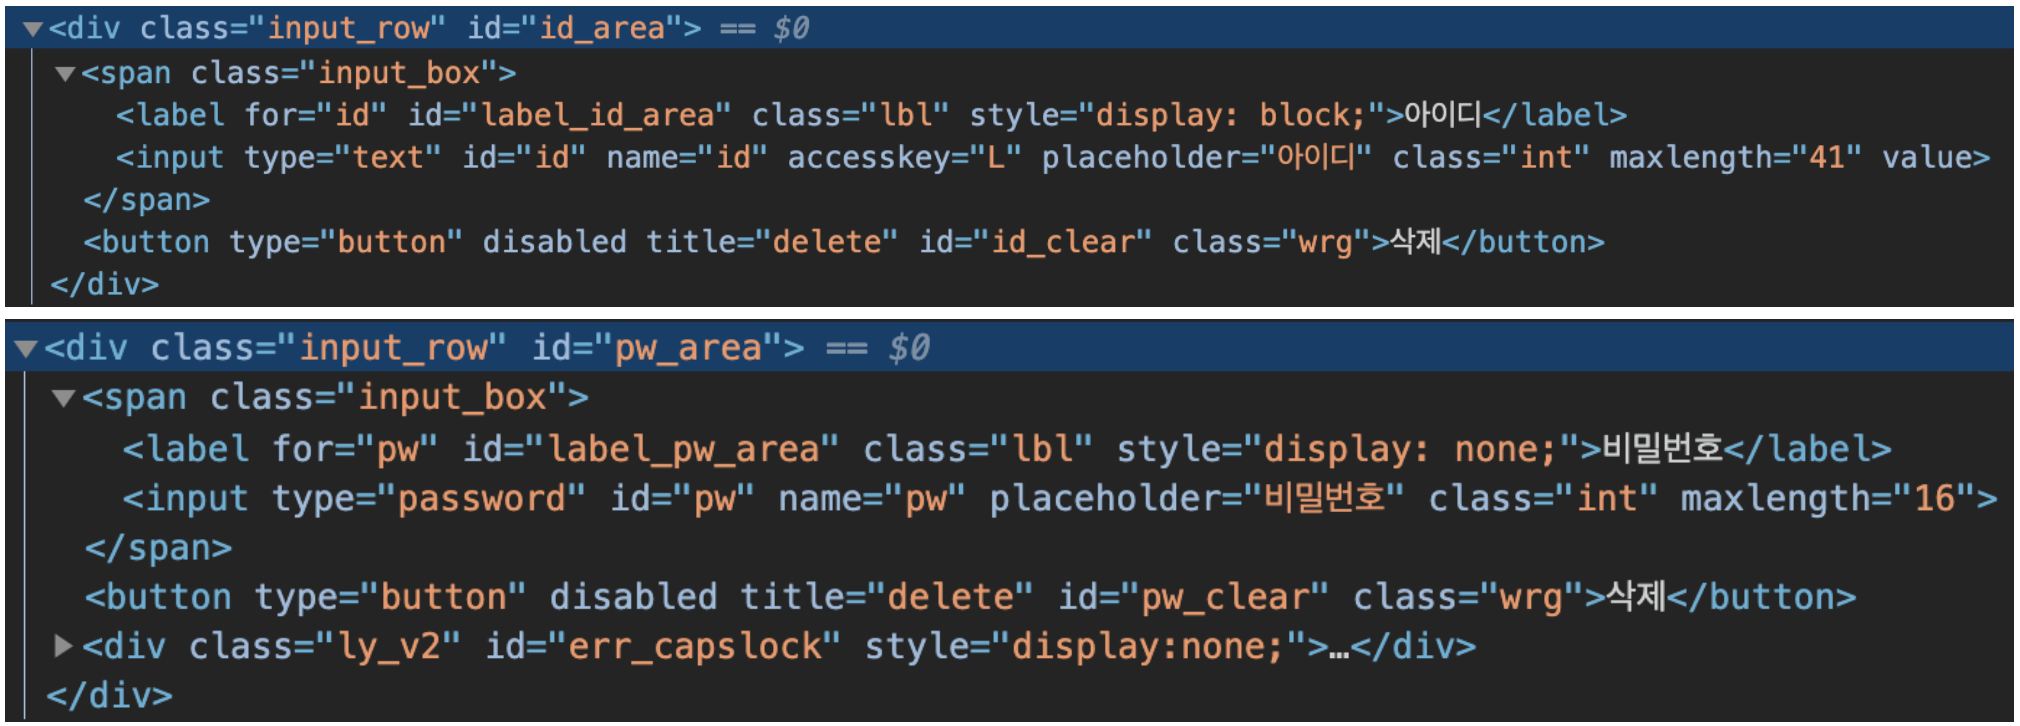 ▼<div class="input_row" id="id_area"> == $0
▼<span class="input_box">
<label for="id" id="label_id_area" class="lbl" style="display: block;">아이디</label>
<input type="text" id="id" name="id" accesskey="L" placeholder="아이디" class="int" maxlength="41" value>
</span>
<button type="button" disabled title="delete" id="id_clear" class="wrg">삭제</button>
</div>
▼<div class="input_row" id="pw_area"> == $0
▼<span class="input_box">
<label for="pw" id="label_pw_area" class="lbl" style="display: none;">비밀번호</label>
<input type="password" id="pw" name="pw" placeholder="비밀번호" class="int" maxlength="16">
</span>
<button type="button" disabled title="delete" id="pw_clear" class="wrg">삭제</button>
▶<div class="ly_v2" id="err_capslock" style="display:none;">…</div>
</div>